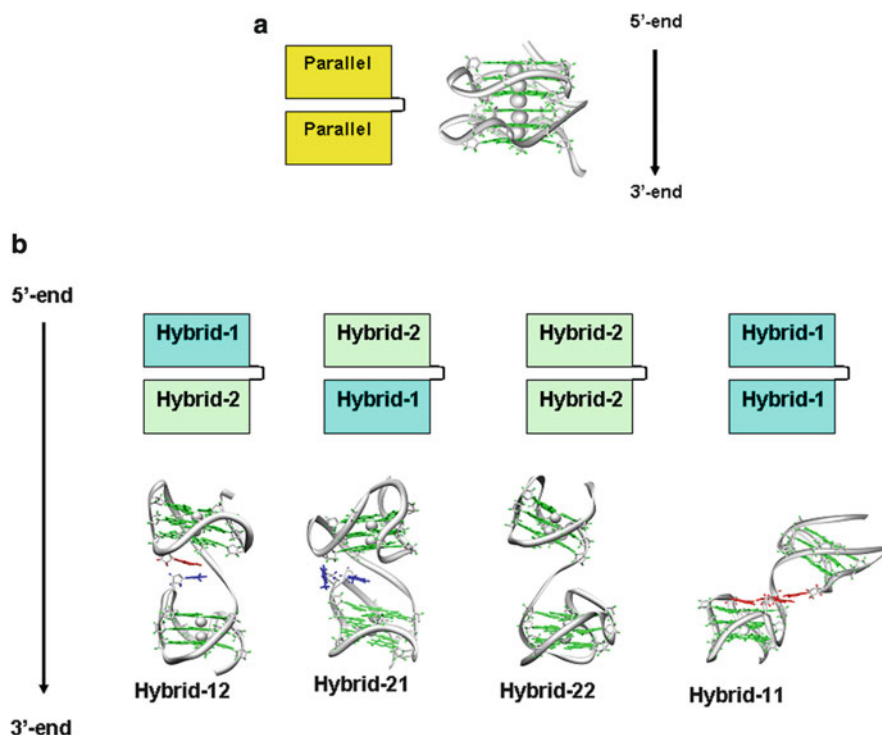 a
Parallel
Parallel
5'-end
3'-end
b
5'-end
3'-end
Hybrid-1
Hybrid-2
Hybrid-2
Hybrid-1
Hybrid-2
Hybrid-2
Hybrid-1
Hybrid-1
Hybrid-12
Hybrid-21
Hybrid-22
Hybrid-11